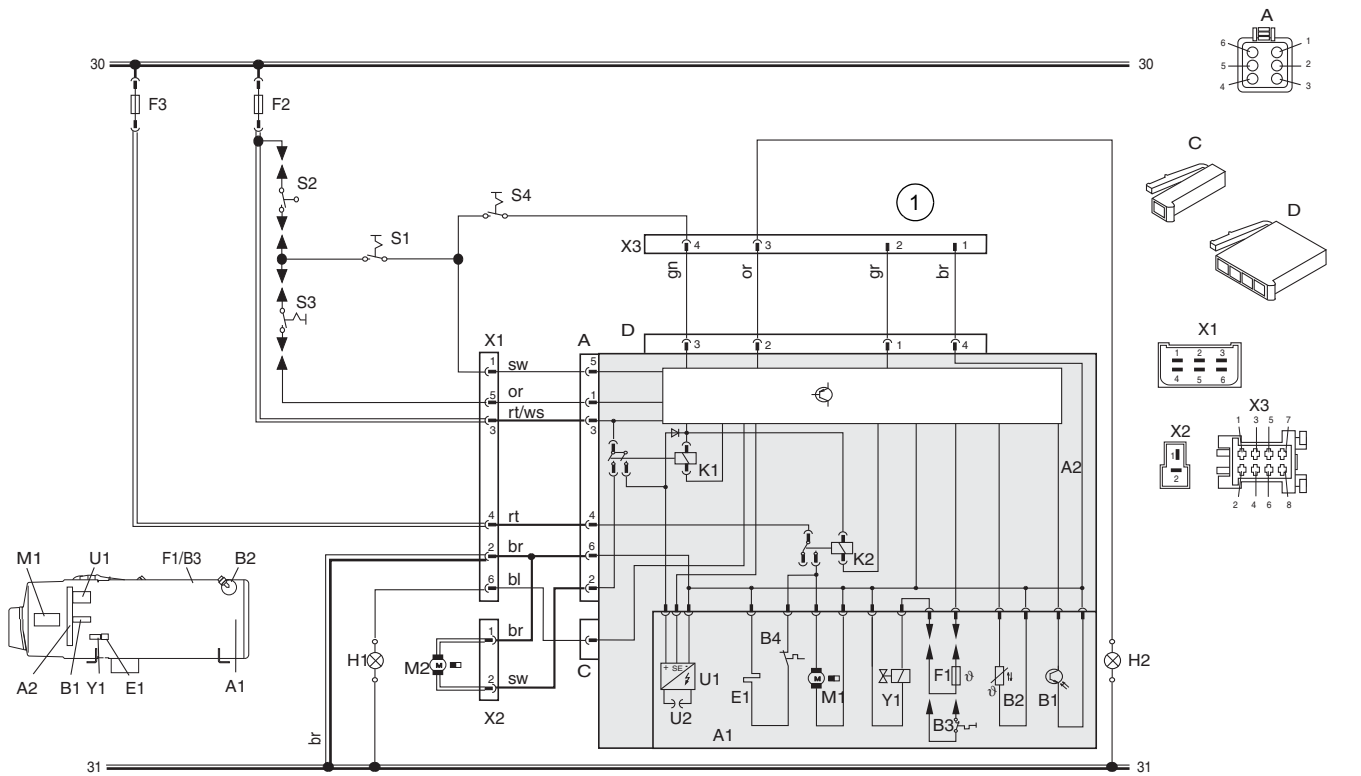 A
6 1
5 2
4 3
30 30
F3 F2
C
S2
S4
1
D
S1
X3 4 3 2 1
gn or gr br
S3
X1 A D 3 2 1 4
X1
1 2 3
4 5 6
1 sw 5
5 or 1
rt/ws
3 3
X3
1 3 5 7
X2
1
2
2 4 6 8
K1
A2
4 rt 4
2 br 6
K2
M1 U1 F1/B3 B2
6 bl 2
1 br
B4
H1 M2 C
+ SE -
U1
E1
M
M1
Y1
F1 ϑ
ϑ
B2
B1
H2
M
2 sw
U2
B3
A2 B1 Y1 E1 A1
X2
br
A1
31 31